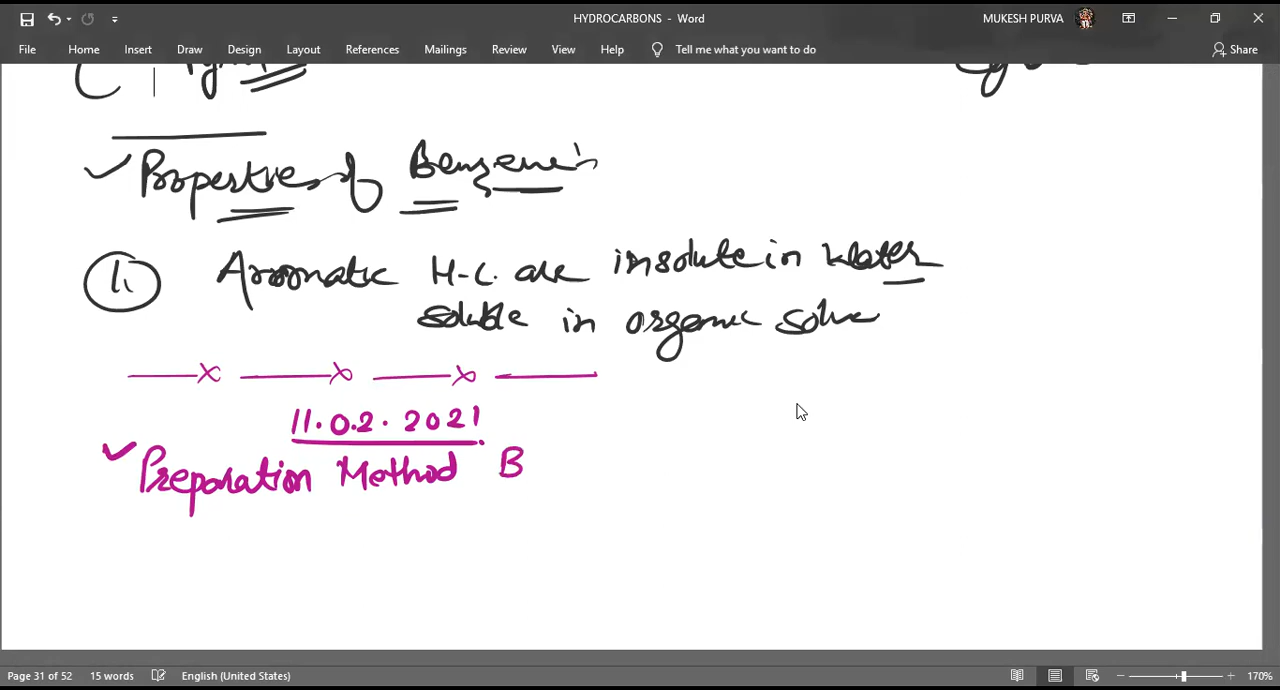 HYDROCARBONS - Word
MUKESH PURVA
File Home Insert Draw Design Layout References Mailings Review View Help Tell me what you want to do Share
Properties of Benzene's
1. Aromatic H-C. are insolute in water
soluble in organic solve
11.02.2021
Preparation Method B
Page 31 of 52 15 words English (United States) 170%